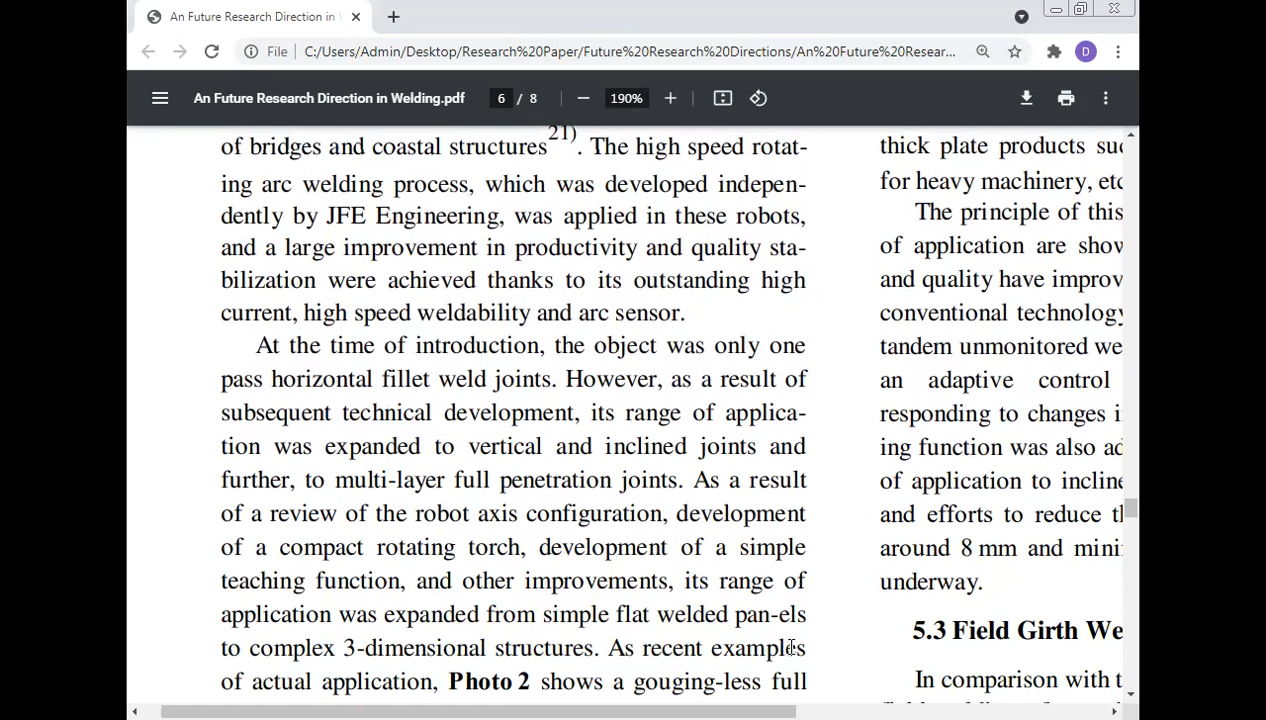 An Future Research Direction in
File C:/Users/Admin/Desktop/Research%20Paper/Future%20Research%20Directions/An%20Future%20Resear...
D
An Future Research Direction in Welding.pdf 6 / 8 190%
of bridges and coastal structures21). The high speed rotat-
ing arc welding process, which was developed indepen-
dently by JFE Engineering, was applied in these robots,
and a large improvement in productivity and quality sta-
bilization were achieved thanks to its outstanding high
current, high speed weldability and arc sensor.
At the time of introduction, the object was only one
pass horizontal fillet weld joints. However, as a result of
subsequent technical development, its range of applica-
tion was expanded to vertical and inclined joints and
further, to multi-layer full penetration joints. As a result
of a review of the robot axis configuration, development
of a compact rotating torch, development of a simple
teaching function, and other improvements, its range of
application was expanded from simple flat welded pan-els
to complex 3-dimensional structures. As recent examples
of actual application, Photo 2 shows a gouging-less full
thick plate products suc
for heavy machinery, etc
The principle of this
of application are show
and quality have improv
conventional technology
tandem unmonitored we
an adaptive control
responding to changes i
ing function was also ad
of application to incline
and efforts to reduce t
around 8 mm and mini
underway.
5.3 Field Girth We
In comparison with t